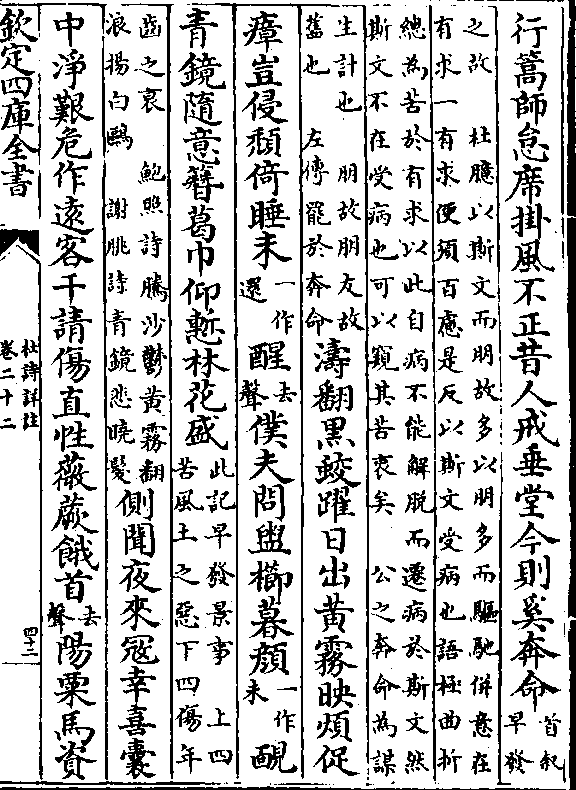 行篙師怠席掛風不正昔人戒垂堂今則奚奔命首叙
早發
之故　杜臆以斯文而朋故多以朋多而驅馳併意在
有求一有求便須百慮是反以斯文受病也語極曲折
總為苦於有求以此自病不能解脫而遷病於斯文然
斯文不在受病也可以窺其苦衷矣　公之奔命為謀
生計也　朋故朋友故
舊也　左傳罷於奔命
濤翻黑蛟躍日出黃霧映煩促
瘴豈侵頹倚睡未一作還醒去聲僕夫問盥櫛暮顏一作未靦
青鏡隨意簪葛巾仰慙林花盛此記早發景事　上四
苦風土之惡下四傷年
齒之衰　鮑照詩騰沙鬱黃霧翻
浪揚白鷗　謝朓詩青鏡悲曉髮
側聞夜來冦幸喜囊
中淨艱危作遠客干請傷直性薇蕨餓首去聲陽粟馬資
欽定四庫全書
杜詩詳註
卷二十二
四十三